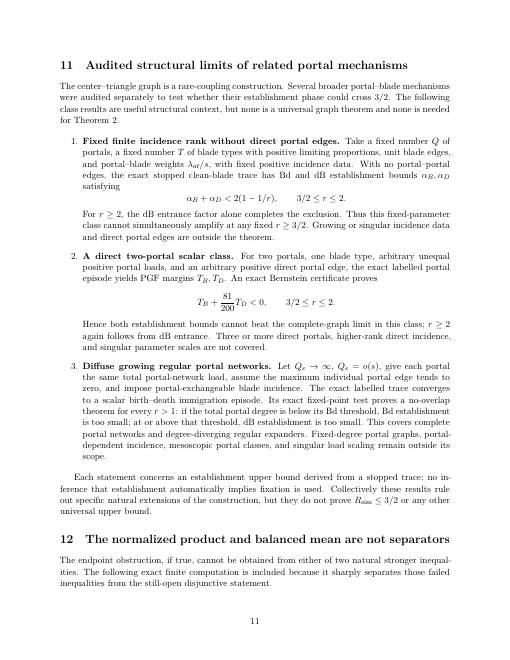 11 Audited structural limits of related portal mechanisms
The center–triangle graph is a rare-coupling construction. Several broader portal–blade mechanisms
were audited separately to test whether their establishment phase could cross 3/2. The following
class results are useful structural context, but none is a universal graph theorem and none is needed
for Theorem 2.
1. Fixed finite incidence rank without direct portal edges. Take a fixed number Q of
portals, a fixed number T of blade types with positive limiting proportions, unit blade edges,
and portal–blade weights λ_{at}/s, with fixed positive incidence data. With no portal–portal
edges, the exact stopped clean-blade trace has Bd and dB establishment bounds α_B, α_D
satisfying
α_B + α_D < 2(1 − 1/r), 3/2 ≤ r ≤ 2.
For r ≥ 2, the dB entrance factor alone completes the exclusion. Thus this fixed-parameter
class cannot simultaneously amplify at any fixed r ≥ 3/2. Growing or singular incidence data
and direct portal edges are outside the theorem.
2. A direct two-portal scalar class. For two portals, one blade type, arbitrary unequal
positive portal loads, and an arbitrary positive direct portal edge, the exact labelled portal
episode yields PGF margins T_B, T_D. An exact Bernstein certificate proves
T_B + 81/200 T_D < 0, 3/2 ≤ r ≤ 2.
Hence both establishment bounds cannot beat the complete-graph limit in this class; r ≥ 2
again follows from dB entrance. Three or more direct portals, higher-rank direct incidence,
and singular parameter scales are not covered.
3. Diffuse growing regular portal networks. Let Q_s → ∞, Q_s = o(s), give each portal
the same total portal-network load, assume the maximum individual portal edge tends to
zero, and impose portal-exchangeable blade incidence. The exact labelled trace converges
to a scalar birth–death immigration episode. Its exact fixed-point test proves a no-overlap
theorem for every r > 1: if the total portal degree is below its Bd threshold, Bd establishment
is too small; at or above that threshold, dB establishment is too small. This covers complete
portal networks and degree-diverging regular expanders. Fixed-degree portal graphs, portal-
dependent incidence, mesoscopic portal classes, and singular load scaling remain outside its
scope.
Each statement concerns an establishment upper bound derived from a stopped trace; no in-
ference that establishment automatically implies fixation is used. Collectively these results rule
out specific natural extensions of the construction, but they do not prove R_{sim} ≤ 3/2 or any other
universal upper bound.
12 The normalized product and balanced mean are not separators
The endpoint obstruction, if true, cannot be obtained from either of two natural stronger inequal-
ities. The following exact finite computation is included because it sharply separates those failed
inequalities from the still-open disjunctive statement.
11